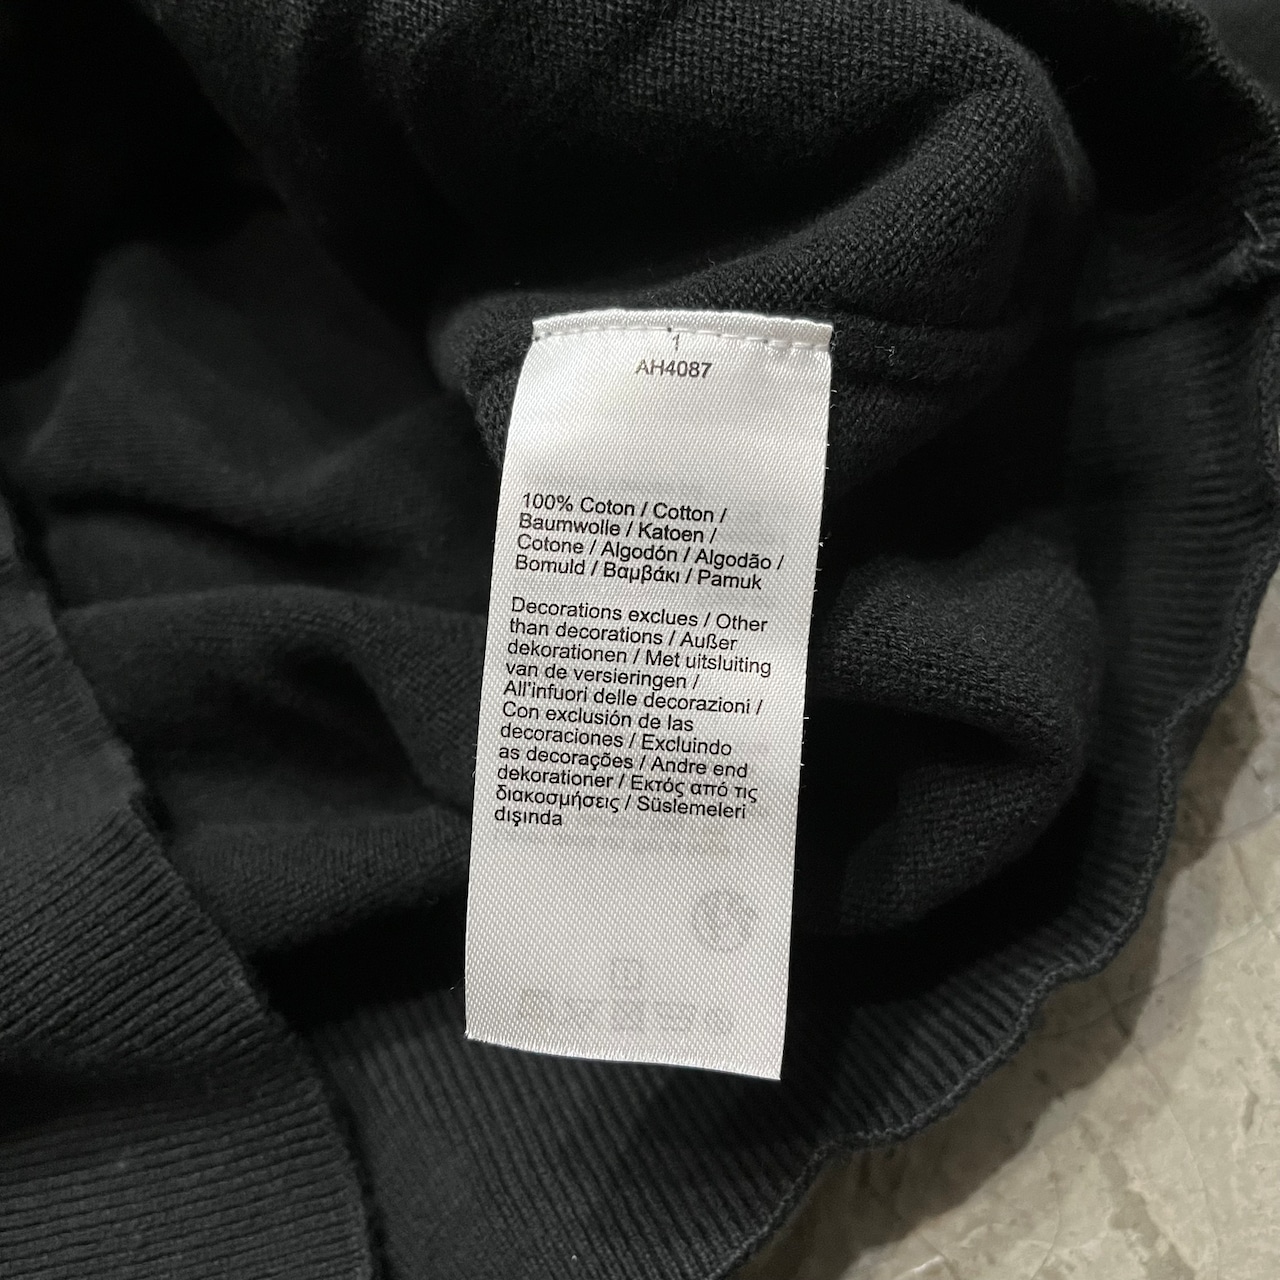 1
AH4087
100% Coton / Cotton /
Baumwolle / Katoen /
Cotone / Algodón / Algodão /
Bomuld / Βαμβάκι / Pamuk
Decorations exclues / Other
than decorations / Außer
dekorationen / Met uitsluiting
van de versieringen /
All'infuori delle decorazioni /
Con exclusión de las
decoraciones / Excluindo
as decorações / Andre end
dekorationer / Εκτός από τις
διακοσμήσεις / Süslemeleri
dışında